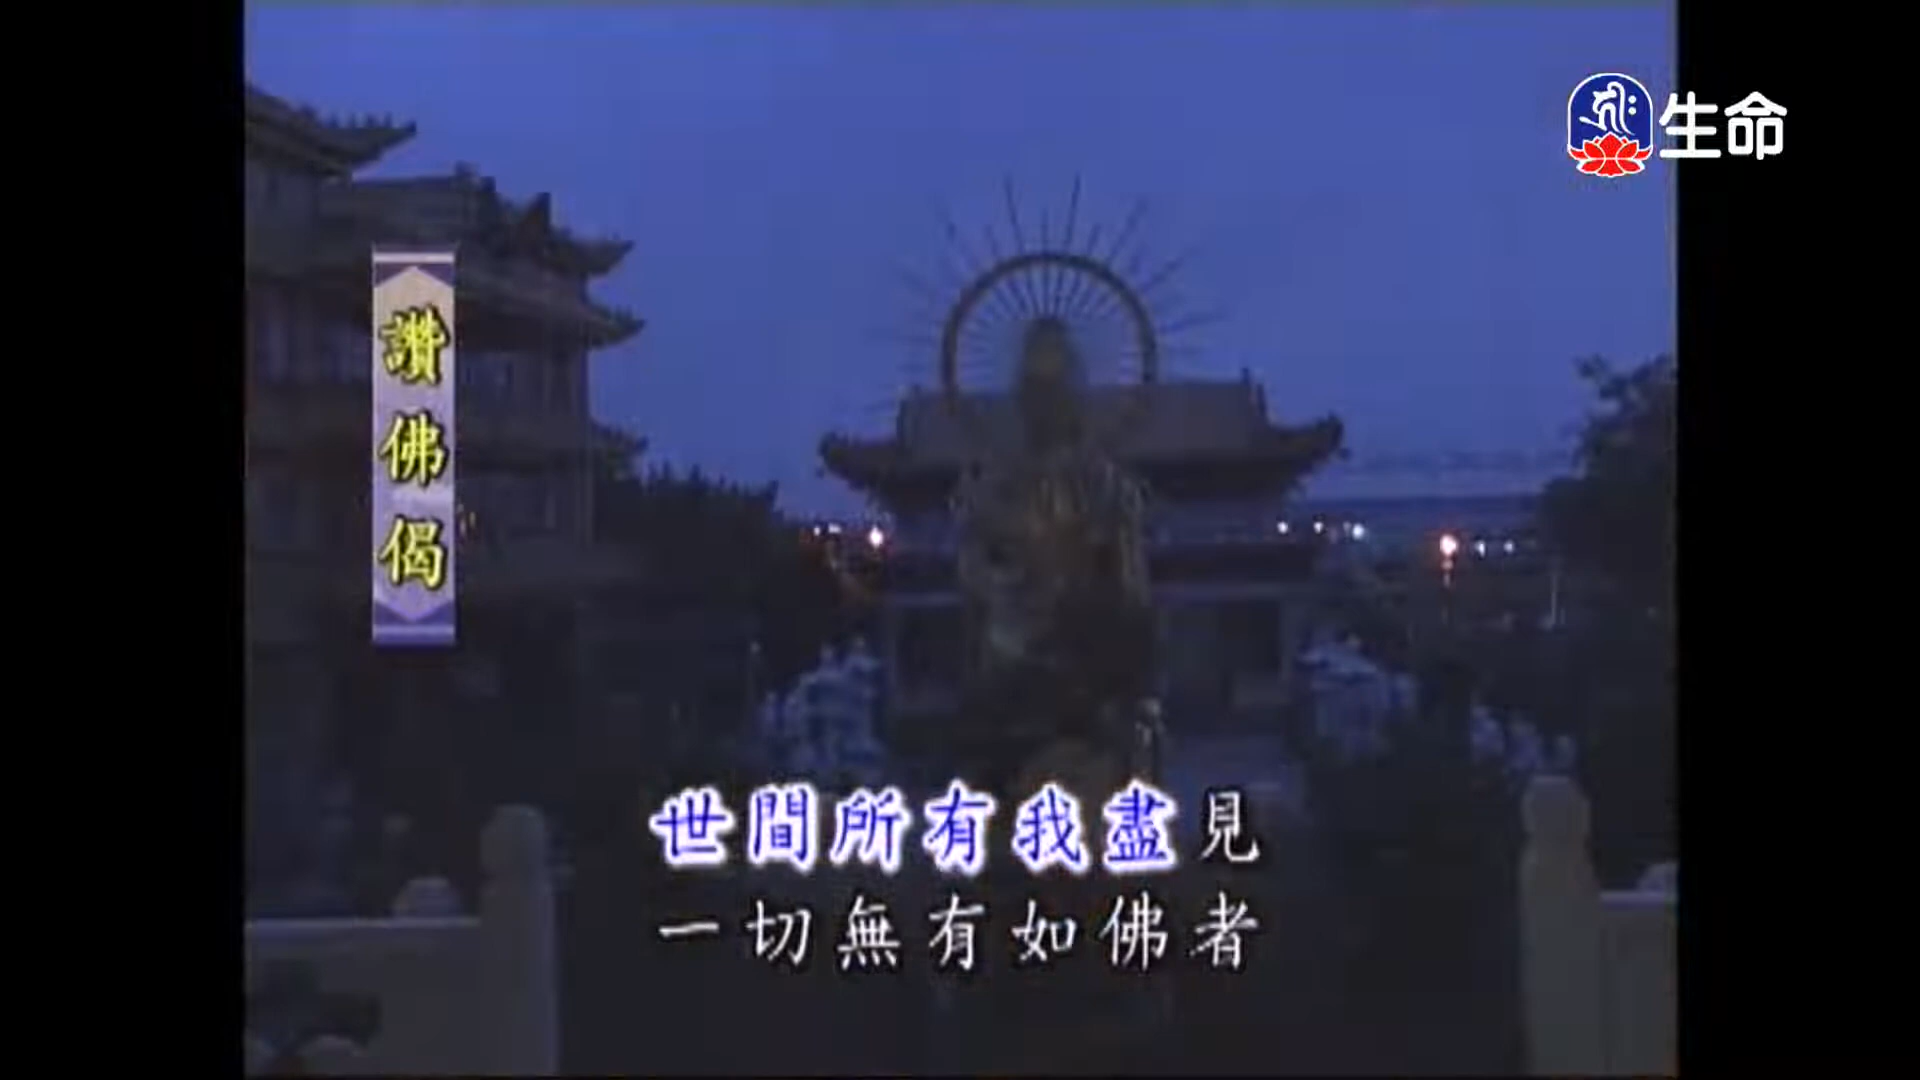 生命
讚佛偈
世間所有我盡見
一切無有如佛者